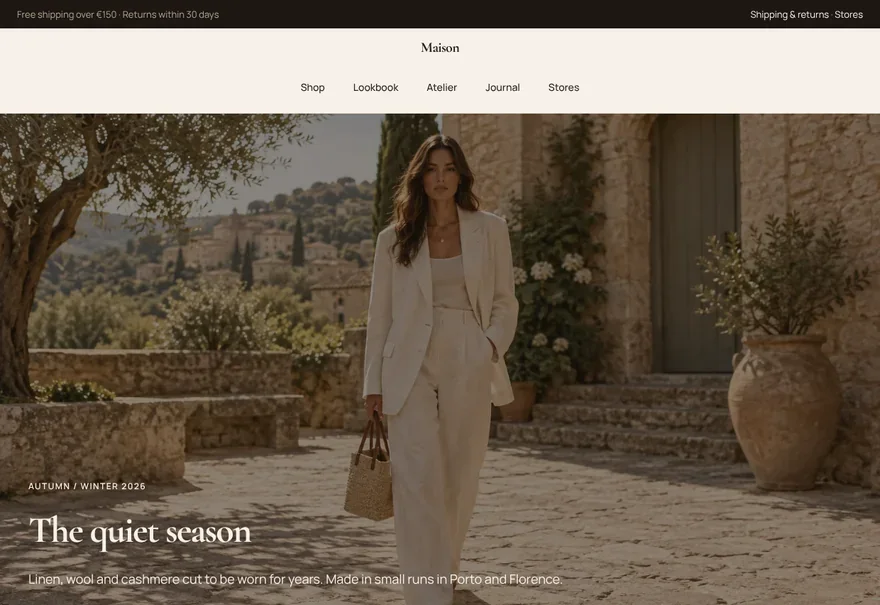 Free shipping over €150 · Returns within 30 days
Shipping & returns · Stores
Maison
Shop Lookbook Atelier Journal Stores
AUTUMN / WINTER 2026
The quiet season
Linen, wool and cashmere cut to be worn for years. Made in small runs in Porto and Florence.